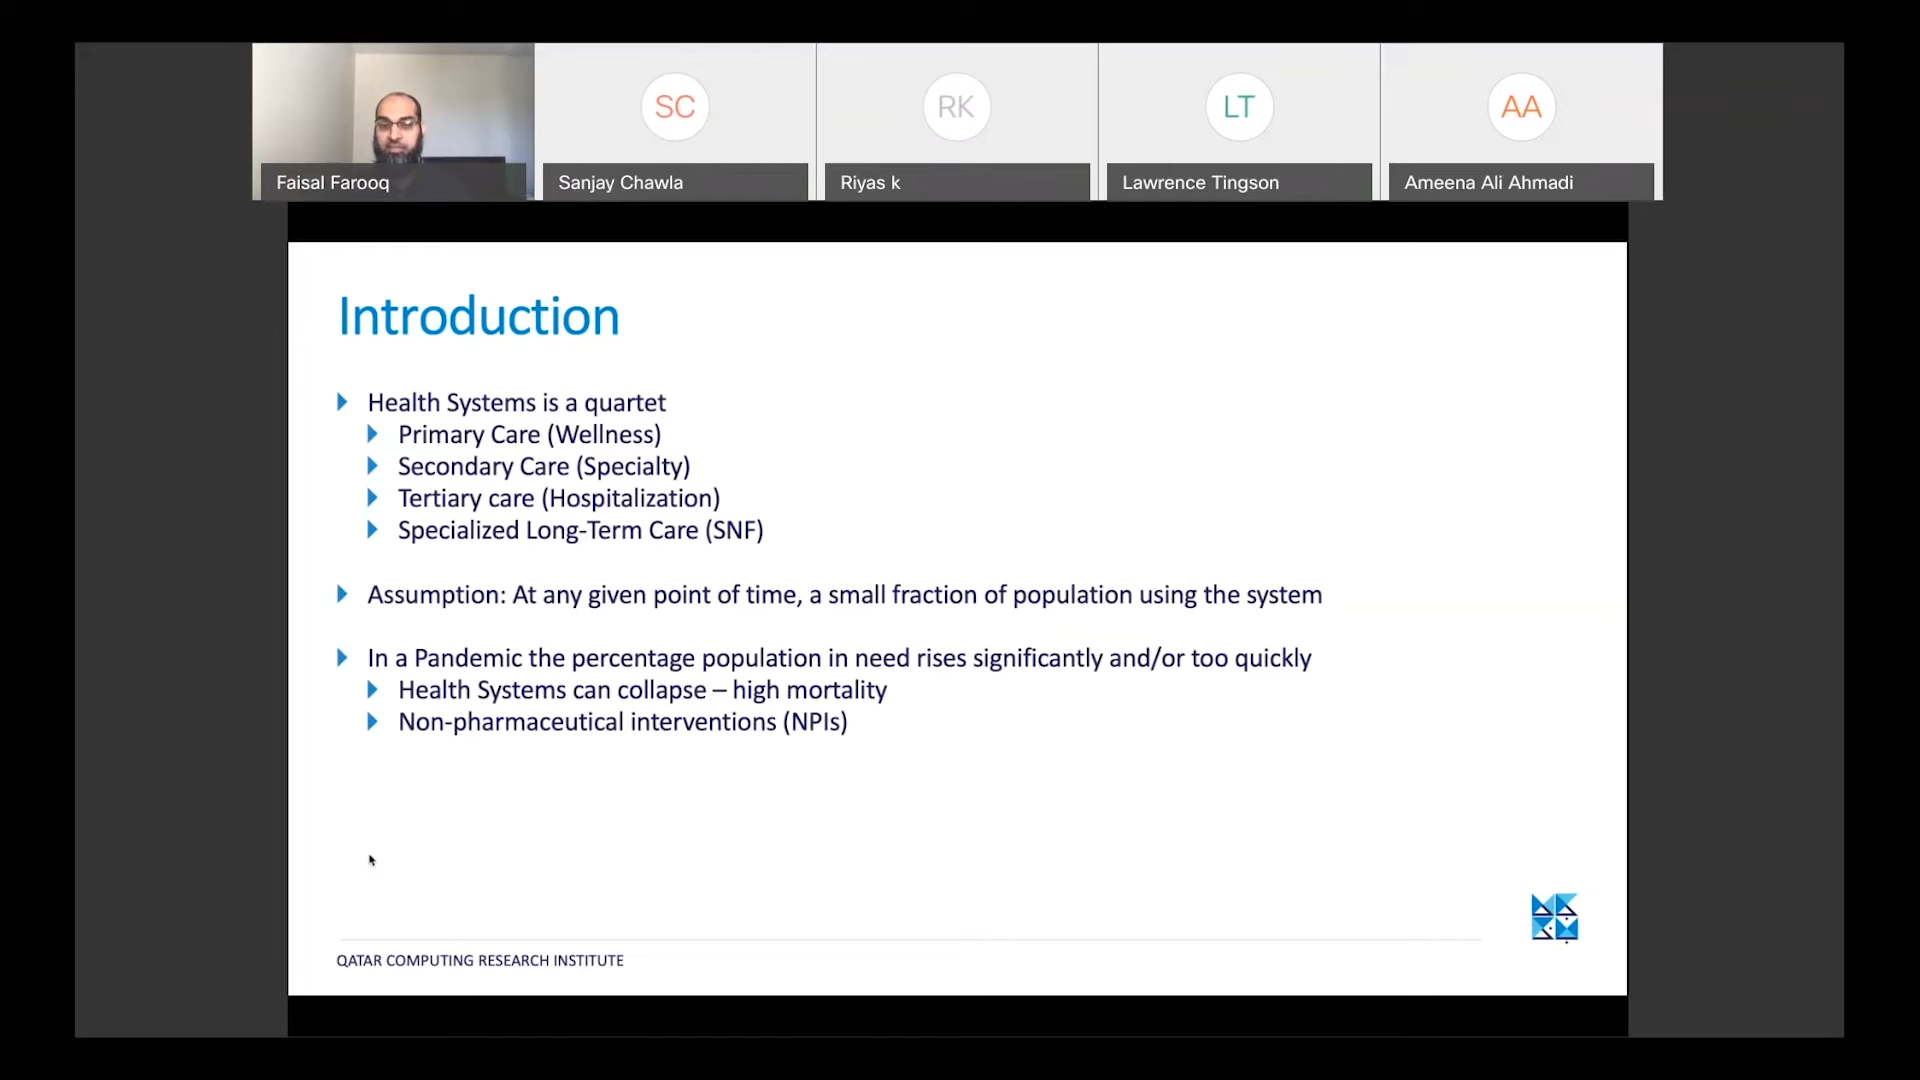 SC
RK
LT
AA
Faisal Farooq
Sanjay Chawla
Riyas k
Lawrence Tingson
Ameena Ali Ahmadi
Introduction
Health Systems is a quartet
Primary Care (Wellness)
Secondary Care (Specialty)
Tertiary care (Hospitalization)
Specialized Long-Term Care (SNF)
Assumption: At any given point of time, a small fraction of population using the system
In a Pandemic the percentage population in need rises significantly and/or too quickly
Health Systems can collapse – high mortality
Non-pharmaceutical interventions (NPIs)
QATAR COMPUTING RESEARCH INSTITUTE